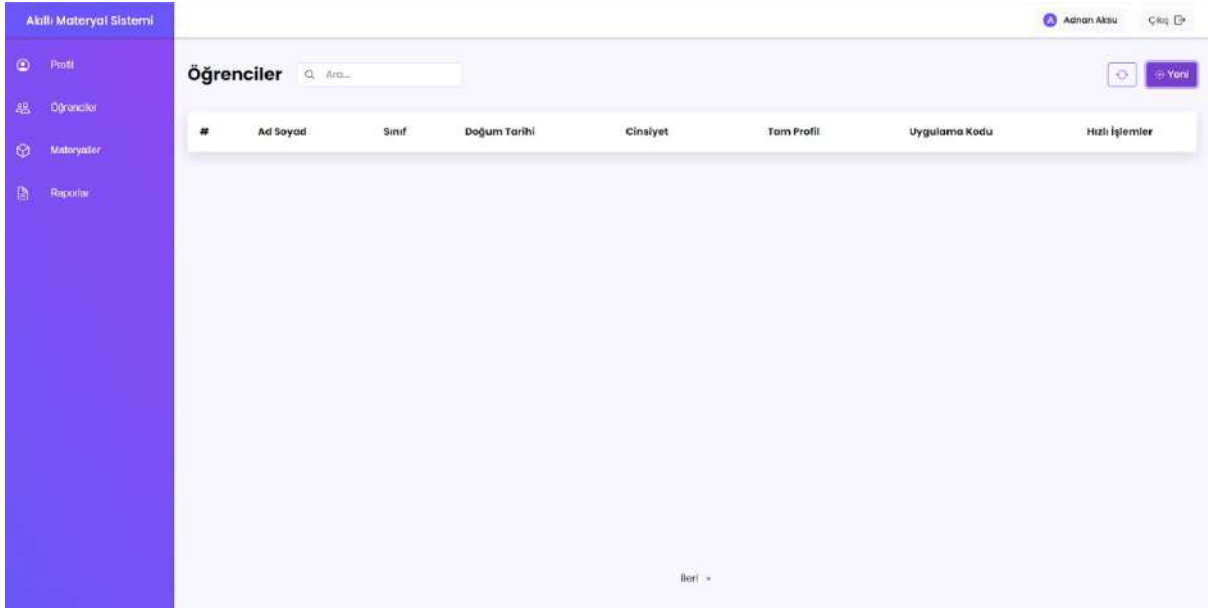 Akıllı Materyal Sistemi
A Adnan Aksu Çıkış
Profil
Öğrenciler
Materyaller
Raporlar
Öğrenciler Ara... Yeni
# Ad Soyad Sınıf Doğum Tarihi Cinsiyet Tam Profil Uygulama Kodu Hızlı İşlemler
İleri »